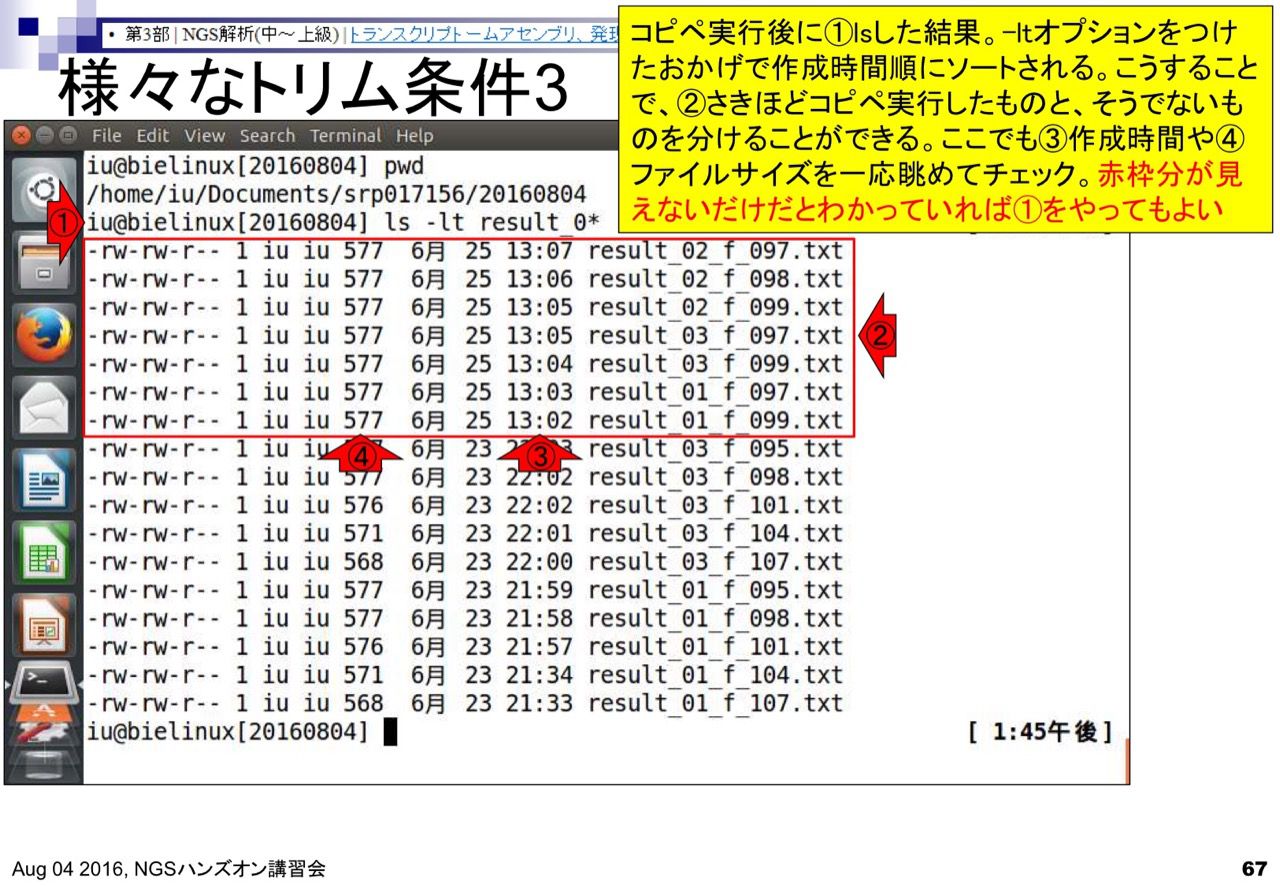 • 第3部 | NGS解析(中～上級) | トランスクリプトームアセンブリ、発現
様々なトリム条件3
コピペ実行後に①lsした結果。-ltオプションをつけ
たおかげで作成時間順にソートされる。こうすること
で、②さきほどコピペ実行したものと、そうでないも
のを分けることができる。ここでも③作成時間や④
ファイルサイズを一応眺めてチェック。赤枠分が見
えないだけだとわかっていれば①をやってもよい
File Edit View Search Terminal Help
iu@bielinux[20160804] pwd
/home/iu/Documents/srp017156/20160804
①
iu@bielinux[20160804] ls -lt result_0*
-rw-rw-r-- 1 iu iu 577 6月 25 13:07 result_02_f_097.txt
-rw-rw-r-- 1 iu iu 577 6月 25 13:06 result_02_f_098.txt
-rw-rw-r-- 1 iu iu 577 6月 25 13:05 result_02_f_099.txt
-rw-rw-r-- 1 iu iu 577 6月 25 13:05 result_03_f_097.txt
②
-rw-rw-r-- 1 iu iu 577 6月 25 13:04 result_03_f_099.txt
-rw-rw-r-- 1 iu iu 577 6月 25 13:03 result_01_f_097.txt
-rw-rw-r-- 1 iu iu 577 6月 25 13:02 result_01_f_099.txt
-rw-rw-r-- 1 iu iu 6月 23 result_03_f_095.txt
④ ③
-rw-rw-r-- 1 iu iu 577 6月 23 22:02 result_03_f_098.txt
-rw-rw-r-- 1 iu iu 576 6月 23 22:02 result_03_f_101.txt
-rw-rw-r-- 1 iu iu 571 6月 23 22:01 result_03_f_104.txt
-rw-rw-r-- 1 iu iu 568 6月 23 22:00 result_03_f_107.txt
-rw-rw-r-- 1 iu iu 577 6月 23 21:59 result_01_f_095.txt
-rw-rw-r-- 1 iu iu 577 6月 23 21:58 result_01_f_098.txt
-rw-rw-r-- 1 iu iu 576 6月 23 21:57 result_01_f_101.txt
-rw-rw-r-- 1 iu iu 571 6月 23 21:34 result_01_f_104.txt
-rw-rw-r-- 1 iu iu 568 6月 23 21:33 result_01_f_107.txt
iu@bielinux[20160804] [ 1:45午後]
Aug 04 2016, NGSハンズオン講習会
67